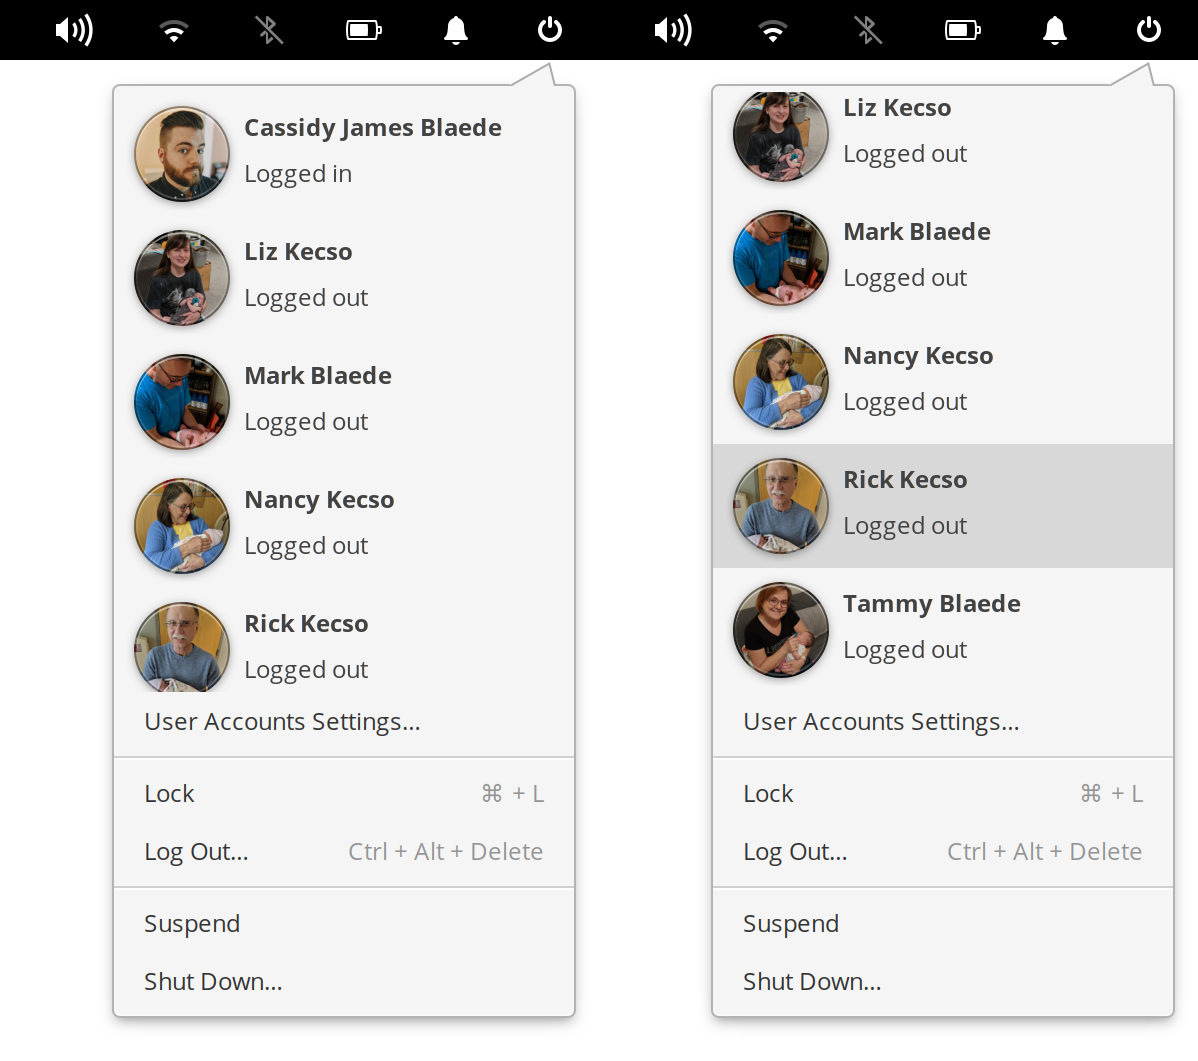 Cassidy James Blaede
Logged in
Liz Kecso
Logged out
Mark Blaede
Logged out
Nancy Kecso
Logged out
Rick Kecso
Logged out
User Accounts Settings...
Lock ⌘ + L
Log Out... Ctrl + Alt + Delete
Suspend
Shut Down...
Liz Kecso
Logged out
Mark Blaede
Logged out
Nancy Kecso
Logged out
Rick Kecso
Logged out
Tammy Blaede
Logged out
User Accounts Settings...
Lock ⌘ + L
Log Out... Ctrl + Alt + Delete
Suspend
Shut Down...